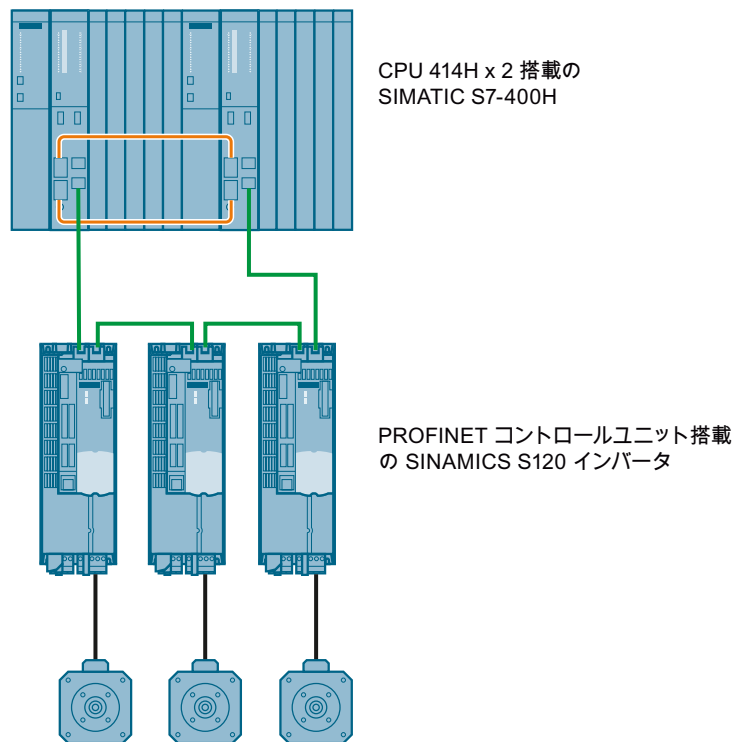 CPU 414H x 2 搭載の
SIMATIC S7-400H
PROFINET コントロールユニット搭載
の SINAMICS S120 インバータ